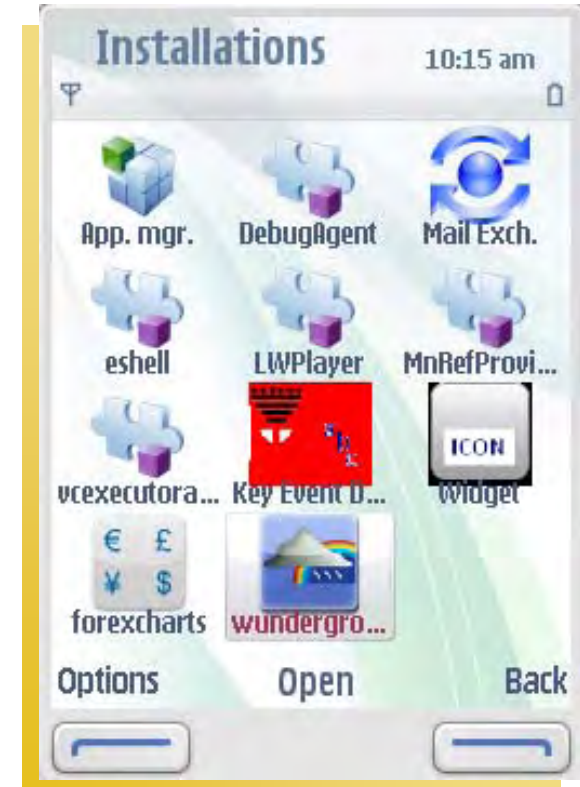 Installations
10:15 am
App. mgr. DebugAgent Mail Exch.
eshell LWPlayer MnRefProvi...
ICON
vcexecutora... Key Event D... Widget
€ £
¥ $
forexcharts wundergro...
Options Open Back